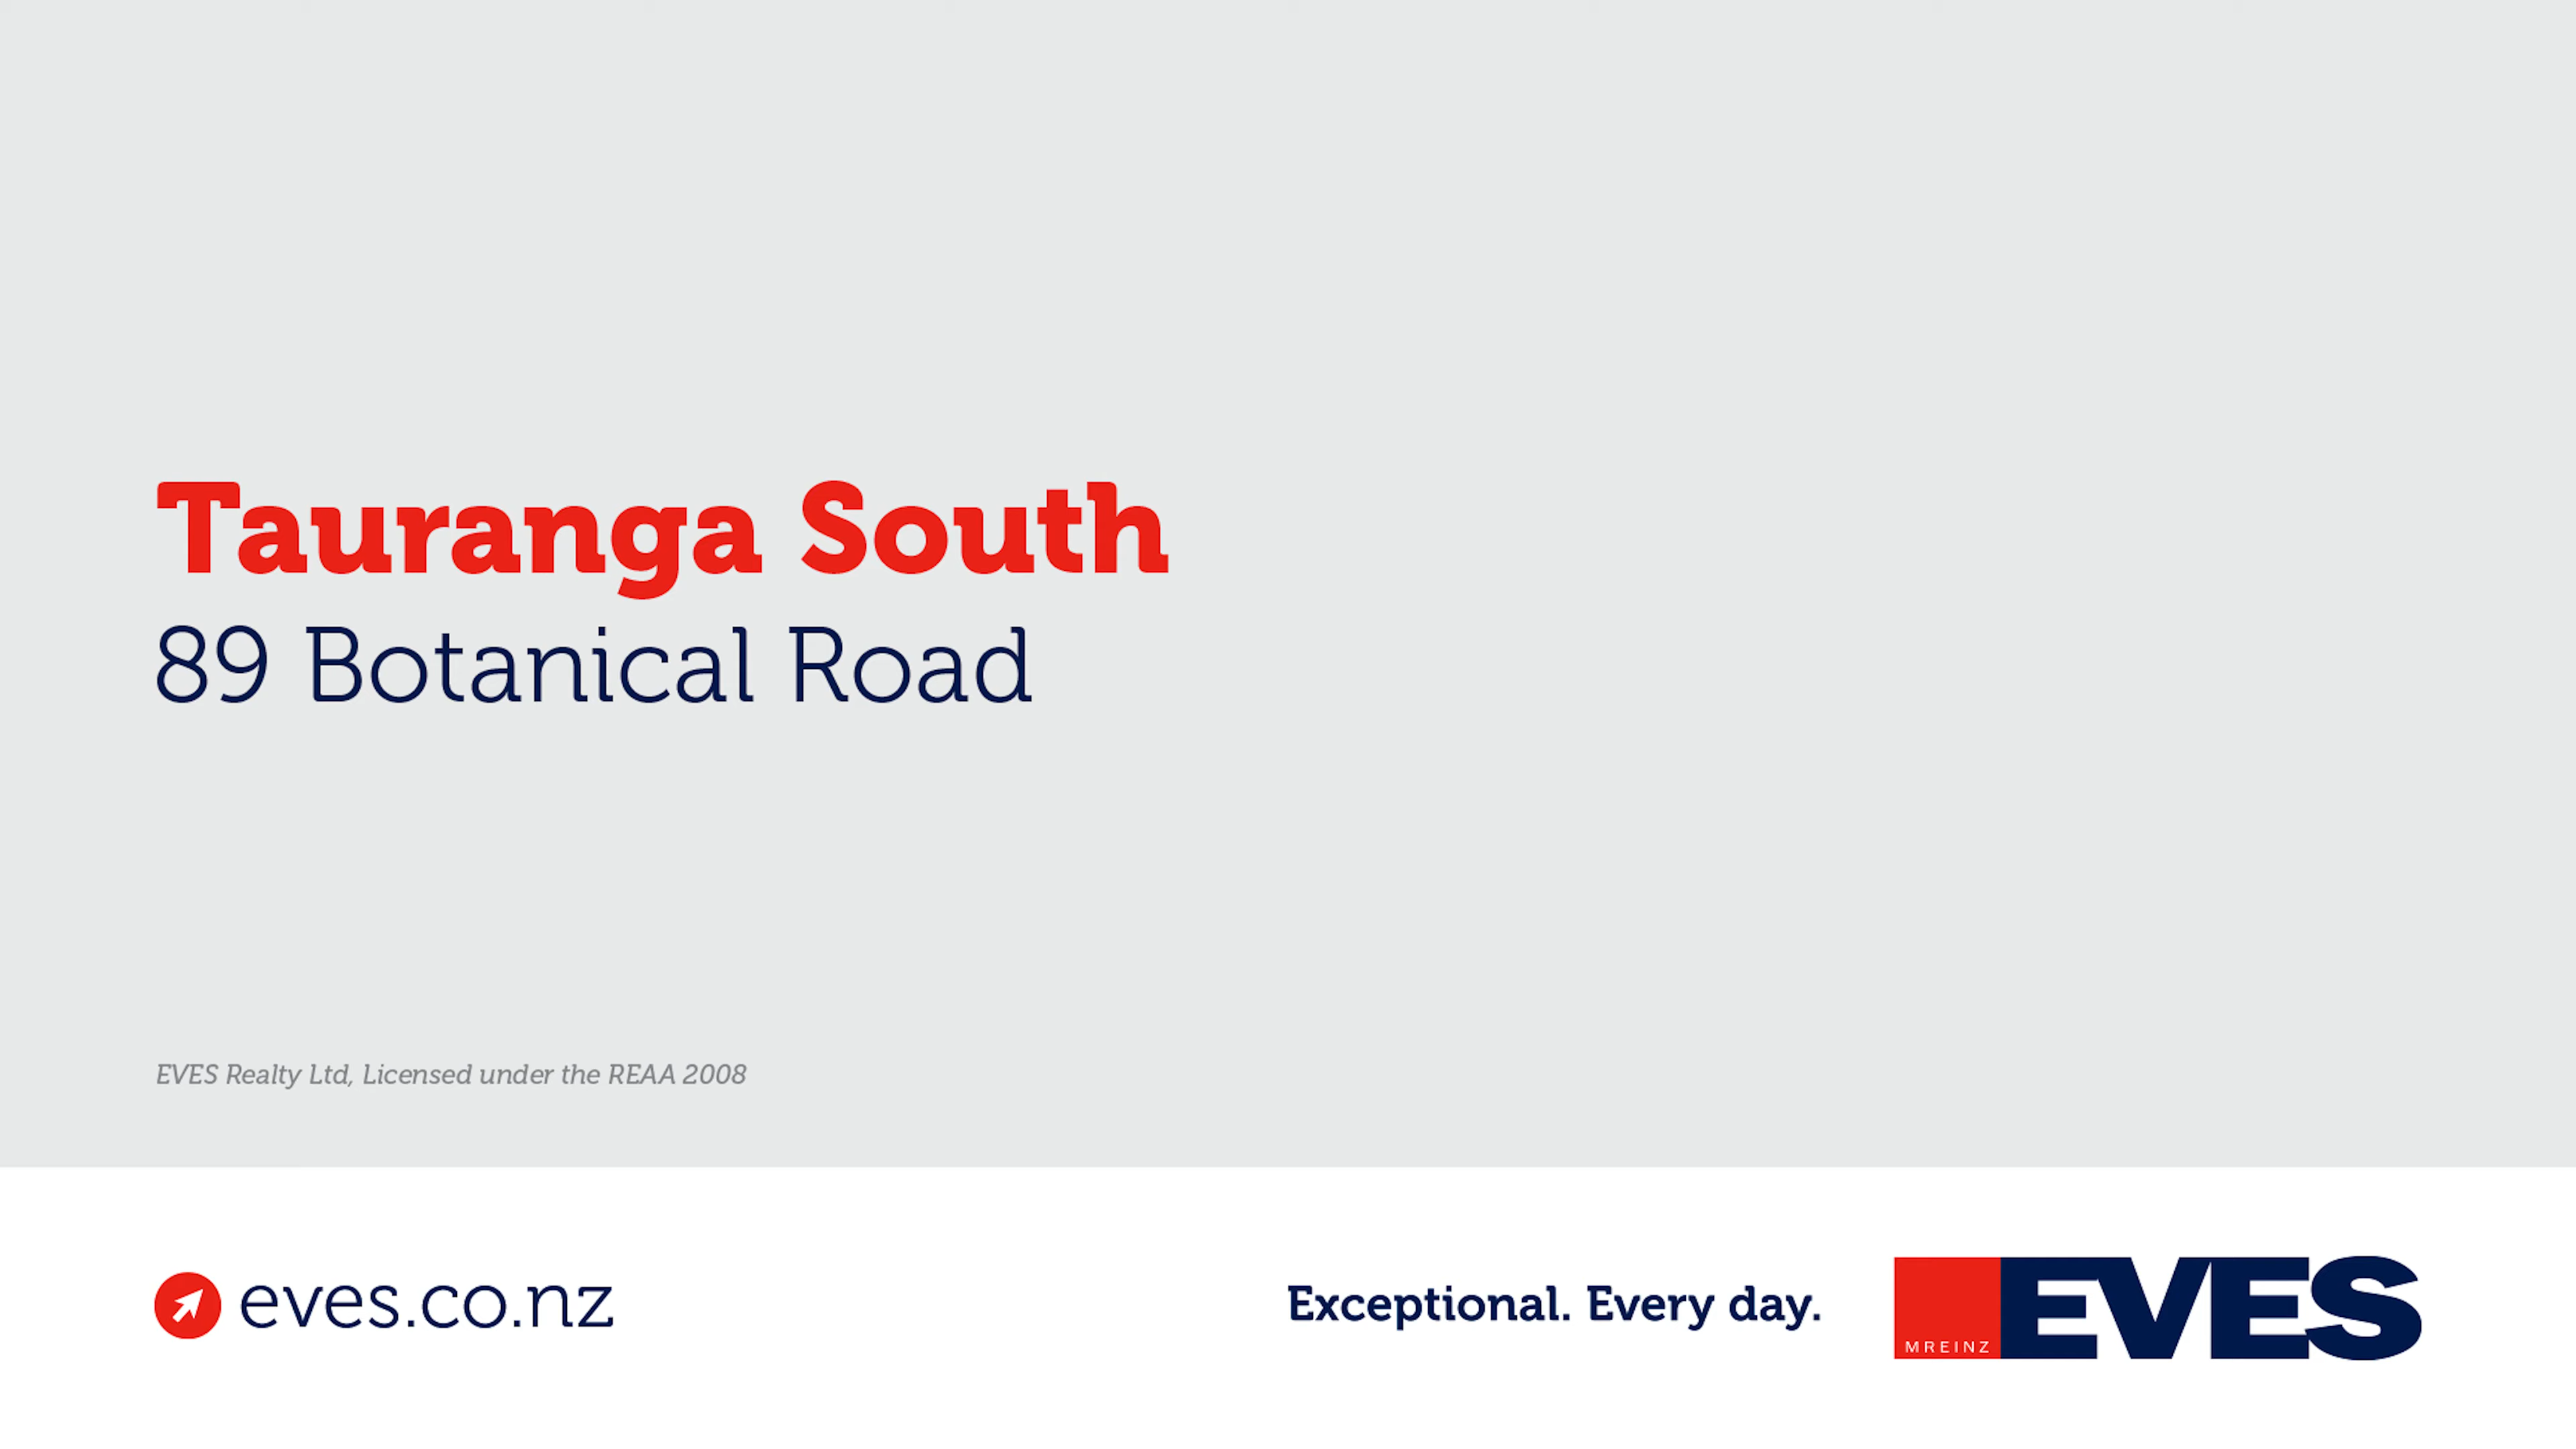 Tauranga South
89 Botanical Road
EVES Realty Ltd, Licensed under the REAA 2008
eves.co.nz
Exceptional. Every day.
MREINZ EVES